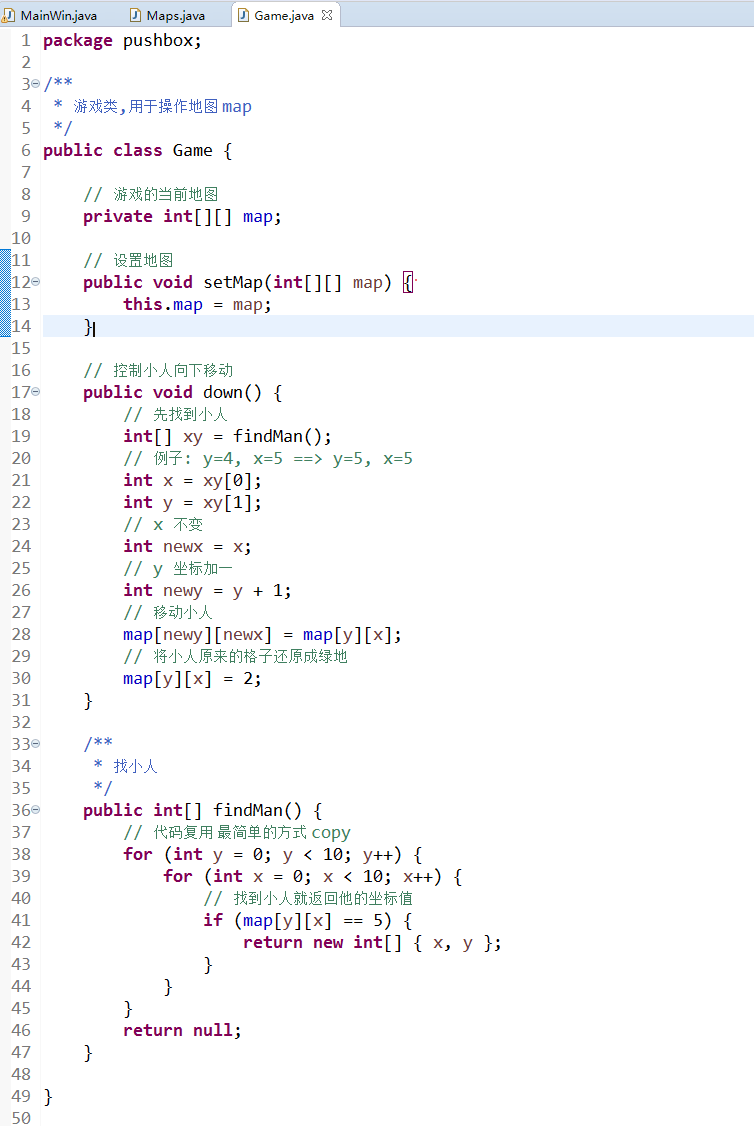 MainWin.java Maps.java Game.java
1 package pushbox;
2
3 /**
4 * 游戏类,用于操作地图 map
5 */
6 public class Game {
7
8 // 游戏的当前地图
9 private int[][] map;
10
11 // 设置地图
12 public void setMap(int[][] map) {
13 this.map = map;
14 }
15
16 // 控制小人向下移动
17 public void down() {
18 // 先找到小人
19 int[] xy = findMan();
20 // 例子: y=4, x=5 ==> y=5, x=5
21 int x = xy[0];
22 int y = xy[1];
23 // x 不变
24 int newx = x;
25 // y 坐标加一
26 int newy = y + 1;
27 // 移动小人
28 map[newy][newx] = map[y][x];
29 // 将小人原来的格子还原成绿地
30 map[y][x] = 2;
31 }
32
33 /**
34 * 找小人
35 */
36 public int[] findMan() {
37 // 代码复用 最简单的方式 copy
38 for (int y = 0; y < 10; y++) {
39 for (int x = 0; x < 10; x++) {
40 // 找到小人就返回他的坐标值
41 if (map[y][x] == 5) {
42 return new int[] { x, y };
43 }
44 }
45 }
46 return null;
47 }
48
49 }
50